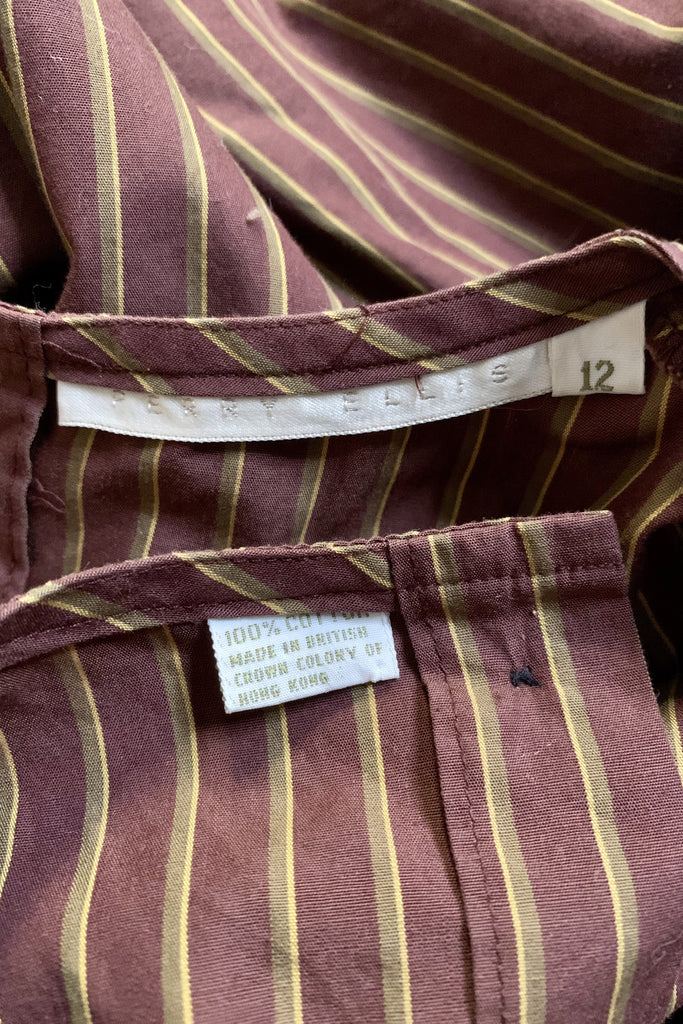 PERRY ELLIS
12
100% COTTON
MADE IN BRITISH
CROWN COLONY OF
HONG KONG